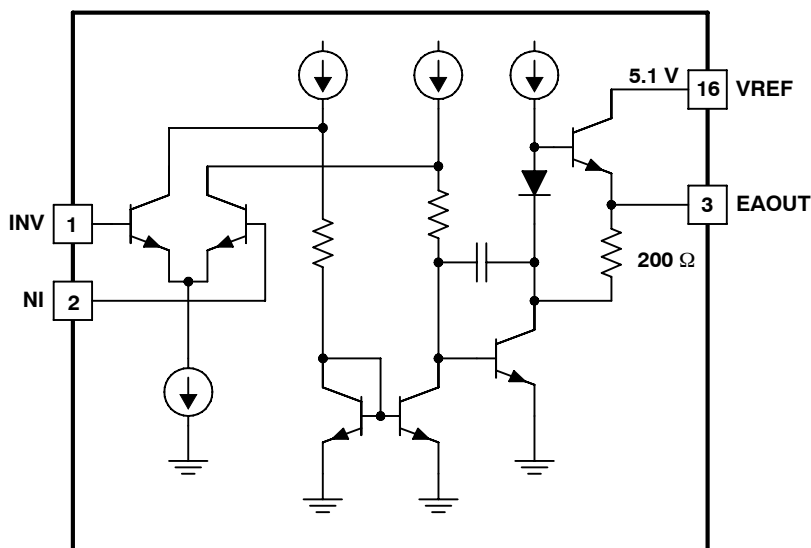 5.1 V
16 VREF
INV 1
3 EAOUT
NI 2
200 Ω